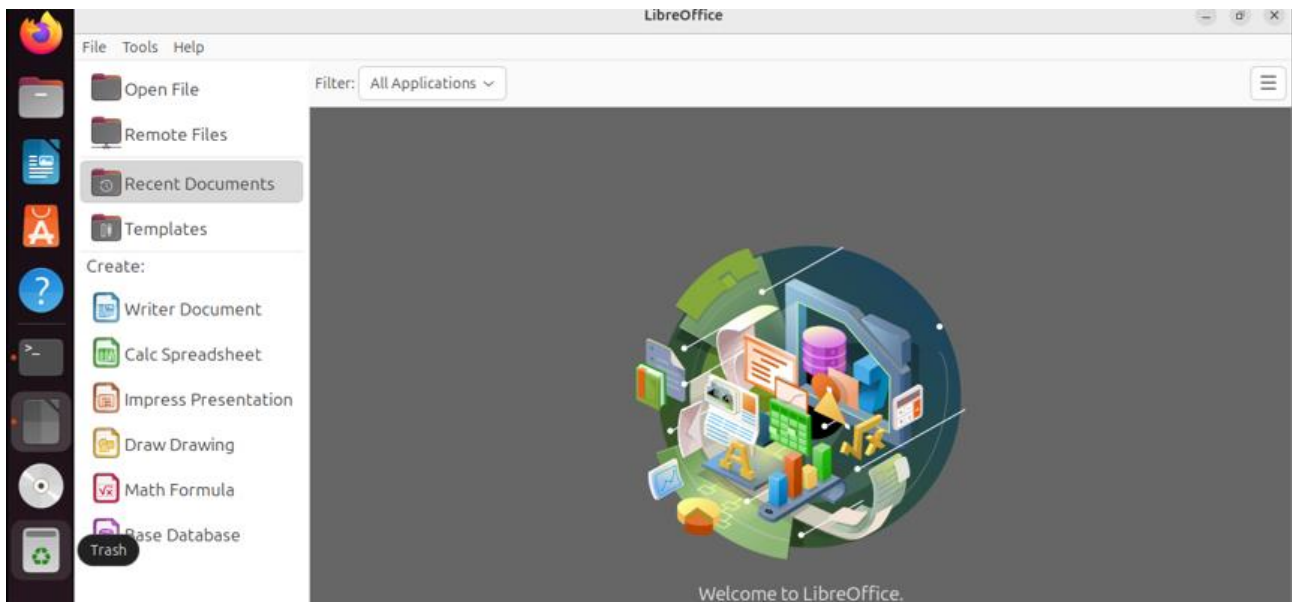 LibreOffice
File Tools Help
Open File
Remote Files
Recent Documents
Templates
Create:
Writer Document
Calc Spreadsheet
Impress Presentation
Draw Drawing
Math Formula
Base Database
Trash
Filter: All Applications
Welcome to LibreOffice.